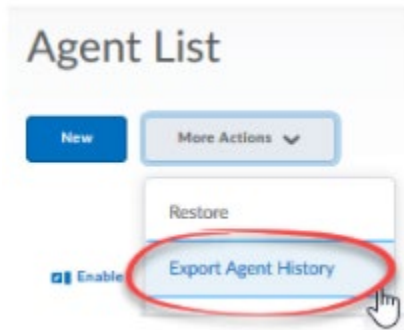 Agent List
New
More Actions
Restore
Enable
Export Agent History